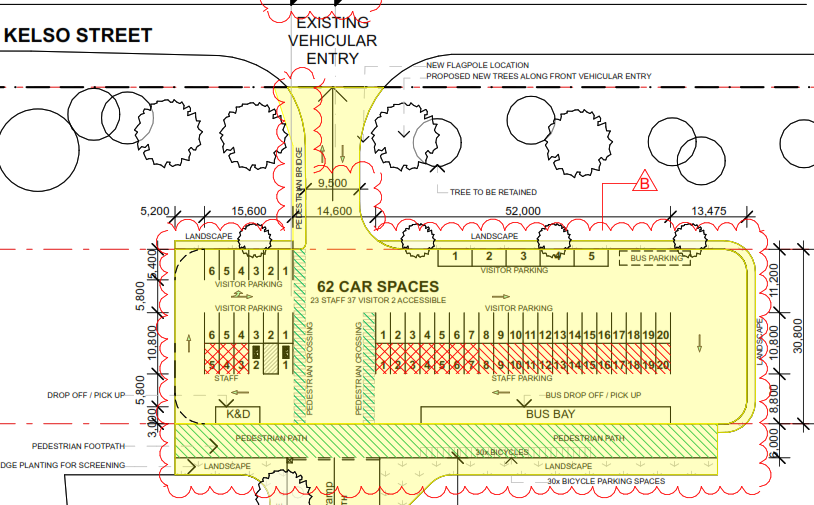 KELSO STREET
EXISTING
VEHICULAR
ENTRY
NEW FLAGPOLE LOCATION
PROPOSED NEW TREES ALONG FRONT VEHICULAR ENTRY
PEDESTRIAN BRIDGE
9,500
TREE TO BE RETAINED
B
5,200 15,600 14,600 52,000 13,475
LANDSCAPE LANDSCAPE
6 5 4 3 2 1
1 2 3 4 5
BUS PARKING
VISITOR PARKING
VISITOR PARKING
62 CAR SPACES
23 STAFF 37 VISITOR 2 ACCESSIBLE
VISITOR PARKING
6 5 4 3 2 1
1 2 3 4 5 6 7 8 9 10 11 12 13 14 15 16 17 18 19 20
5 4 3 2 1
1 2 3 4 5 6 7 8 9 10 11 12 13 14 15 16 17 18 19 20
STAFF
STAFF PARKING
PEDESTRIAN CROSSING
PEDESTRIAN CROSSING
5,400
5,800
10,800
5,800
3,000
11,200
10,800
8,800
6,000
30,800
LANDSCAPE
DROP OFF / PICK UP
BUS DROP OFF / PICK UP
K&D
BUS BAY
PEDESTRIAN FOOTPATH
PEDESTRIAN PATH
PEDESTRIAN PATH
30x BICYCLES
DGE PLANTING FOR SCREENING
LANDSCAPE
LANDSCAPE
30x BICYCLE PARKING SPACES